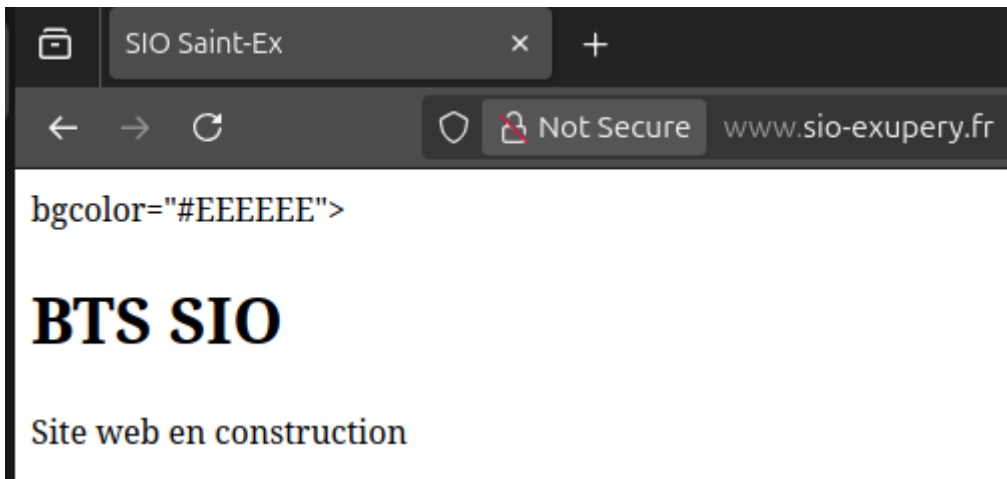 SIO Saint-Ex
Not Secure www.sio-exupery.fr
bgcolor="#EEEEEE">
BTS SIO
Site web en construction